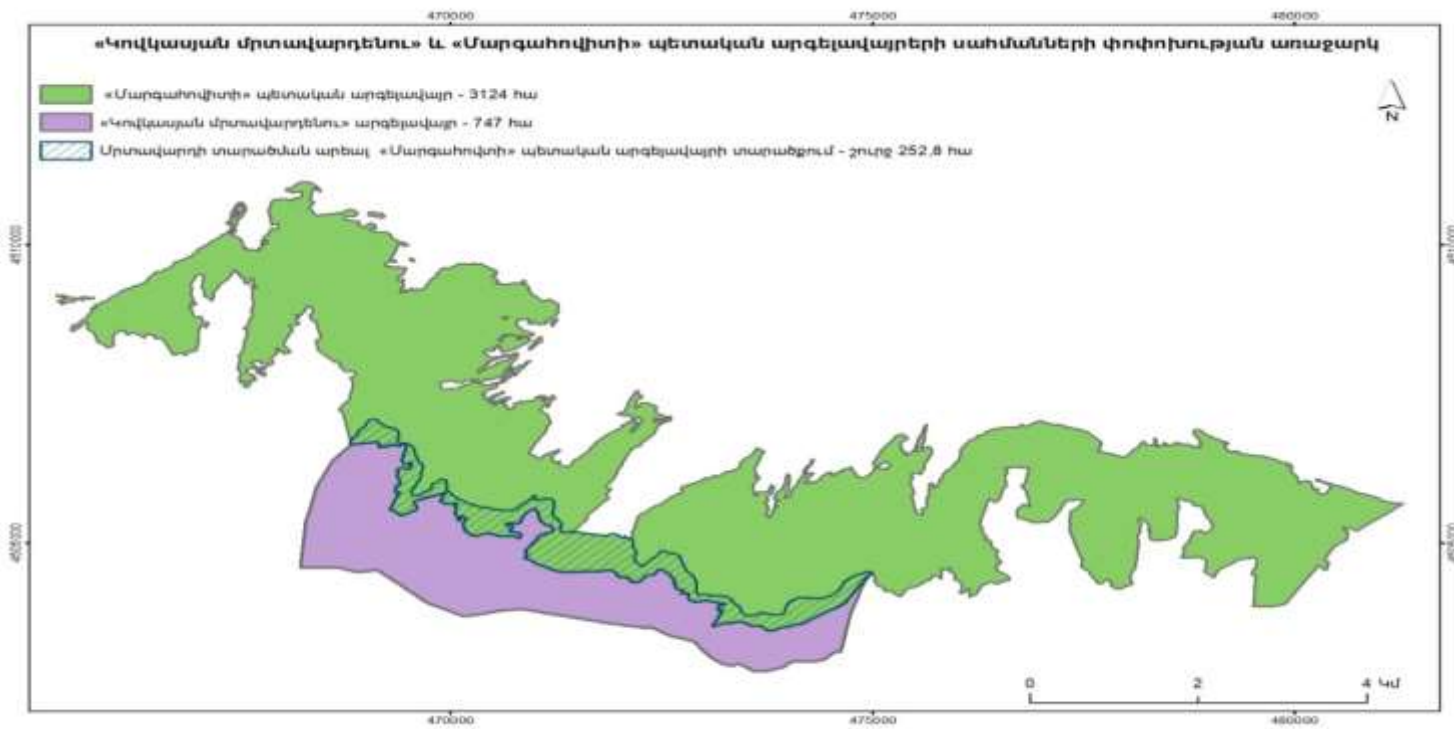 470000 475000 480000
«Կովկասյան մրտավարդենու» և «Մարգահովիտի» պետական արգելավայրերի սահմանների փոփոխության առաջարկ
«Մարգահովիտի» պետական արգելավայր - 3124 հա
«Կովկասյան մրտավարդենու» արգելավայր - 747 հա
Մրտավարդի տարածման արեալ «Մարգահովտի» պետական արգելավայրի տարածքում - շուրջ 252,8 հա
N
0 2 4 Կմ
470000 475000 480000